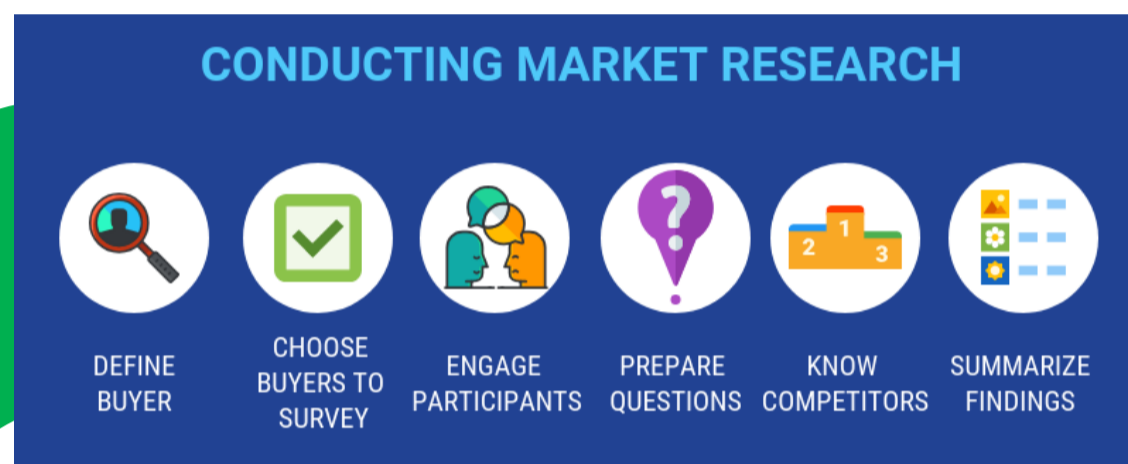 CONDUCTING MARKET RESEARCH
?
2 1 3
DEFINE
BUYER
CHOOSE
BUYERS TO
SURVEY
ENGAGE
PARTICIPANTS
PREPARE
QUESTIONS
KNOW
COMPETITORS
SUMMARIZE
FINDINGS